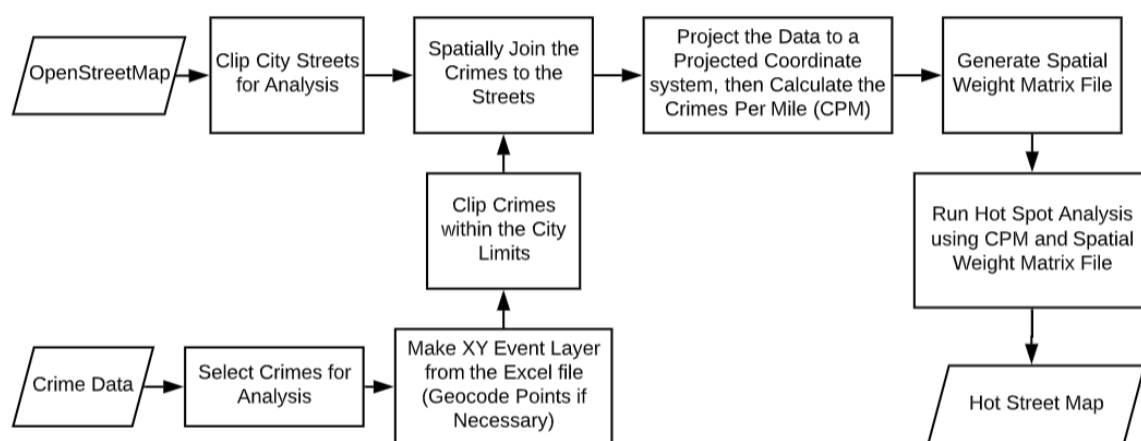 OpenStreetMap
Clip City Streets
for Analysis
Spatially Join the
Crimes to the
Streets
Project the Data to a
Projected Coordinate
system, then Calculate the
Crimes Per Mile (CPM)
Generate Spatial
Weight Matrix File
Clip Crimes
within the City
Limits
Run Hot Spot Analysis
using CPM and Spatial
Weight Matrix File
Crime Data
Select Crimes for
Analysis
Make XY Event Layer
from the Excel file
(Geocode Points if
Necessary)
Hot Street Map